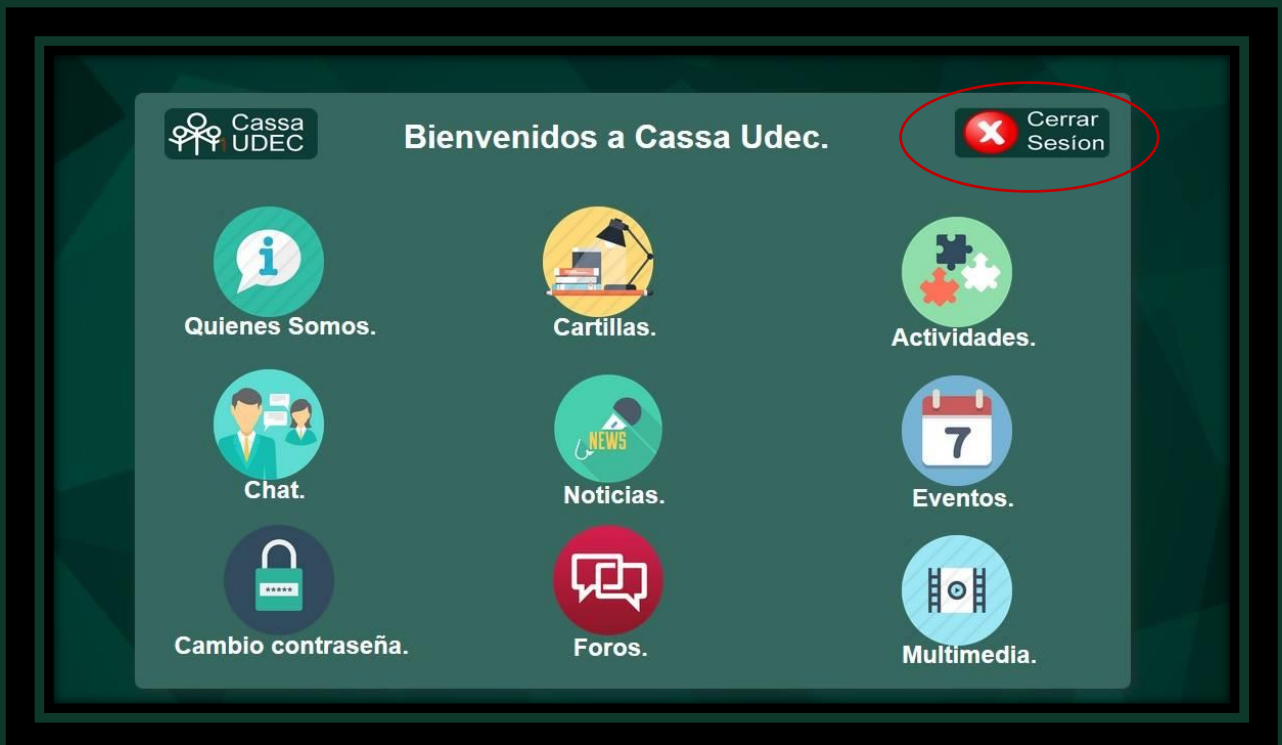 Cassa
UDEC
Bienvenidos a Cassa Udec.
Cerrar
Sesíon
Quienes Somos.
Cartillas.
Actividades.
Chat.
NEWS
Noticias.
7
Eventos.
*****
Cambio contraseña.
Foros.
Multimedia.